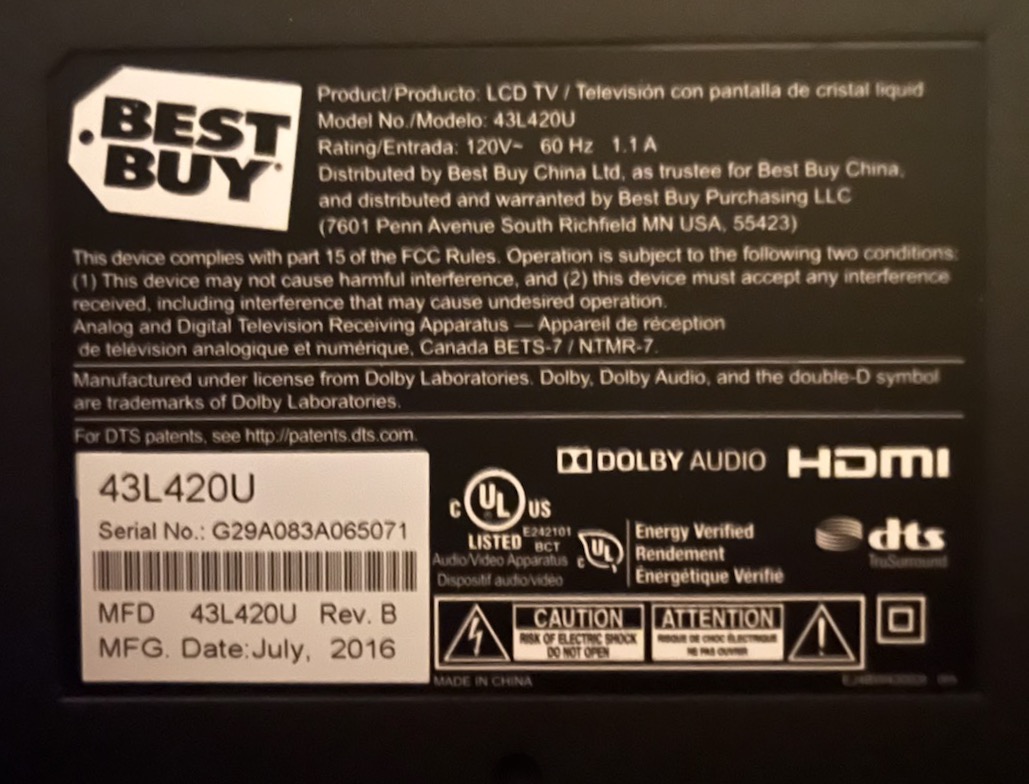 BEST
BUY
Product/Producto: LCD TV / Televisión con pantalla de cristal liquid
Model No./Modelo: 43L420U
Rating/Entrada: 120V~ 60 Hz 1.1 A
Distributed by Best Buy China Ltd, as trustee for Best Buy China,
and distributed and warranted by Best Buy Purchasing LLC
(7601 Penn Avenue South Richfield MN USA, 55423)
This device complies with part 15 of the FCC Rules. Operation is subject to the following two conditions:
(1) This device may not cause harmful interference, and (2) this device must accept any interference
received, including interference that may cause undesired operation.
Analog and Digital Television Receiving Apparatus — Appareil de réception
de télévision analogique et numérique, Canada BETS-7 / NTMR-7.
Manufactured under license from Dolby Laboratories. Dolby, Dolby Audio, and the double-D symbol
are trademarks of Dolby Laboratories.
For DTS patents, see http://patents.dts.com.
DOLBY AUDIO HDMI
43L420U
Serial No.: G29A083A065071
MFD 43L420U Rev. B
MFG. Date:July, 2016
C UL US
LISTED E242101
BCT
Audio/Video Apparatus
Dispositif audio/vidéo
c UL
Energy Verified
Rendement
Énergétique Vérifié
dts
TruSurround
CAUTION
RISK OF ELECTRIC SHOCK
DO NOT OPEN
ATTENTION
RISQUE DE CHOC ÉLECTRIQUE
NE PAS OUVRIR
MADE IN CHINA